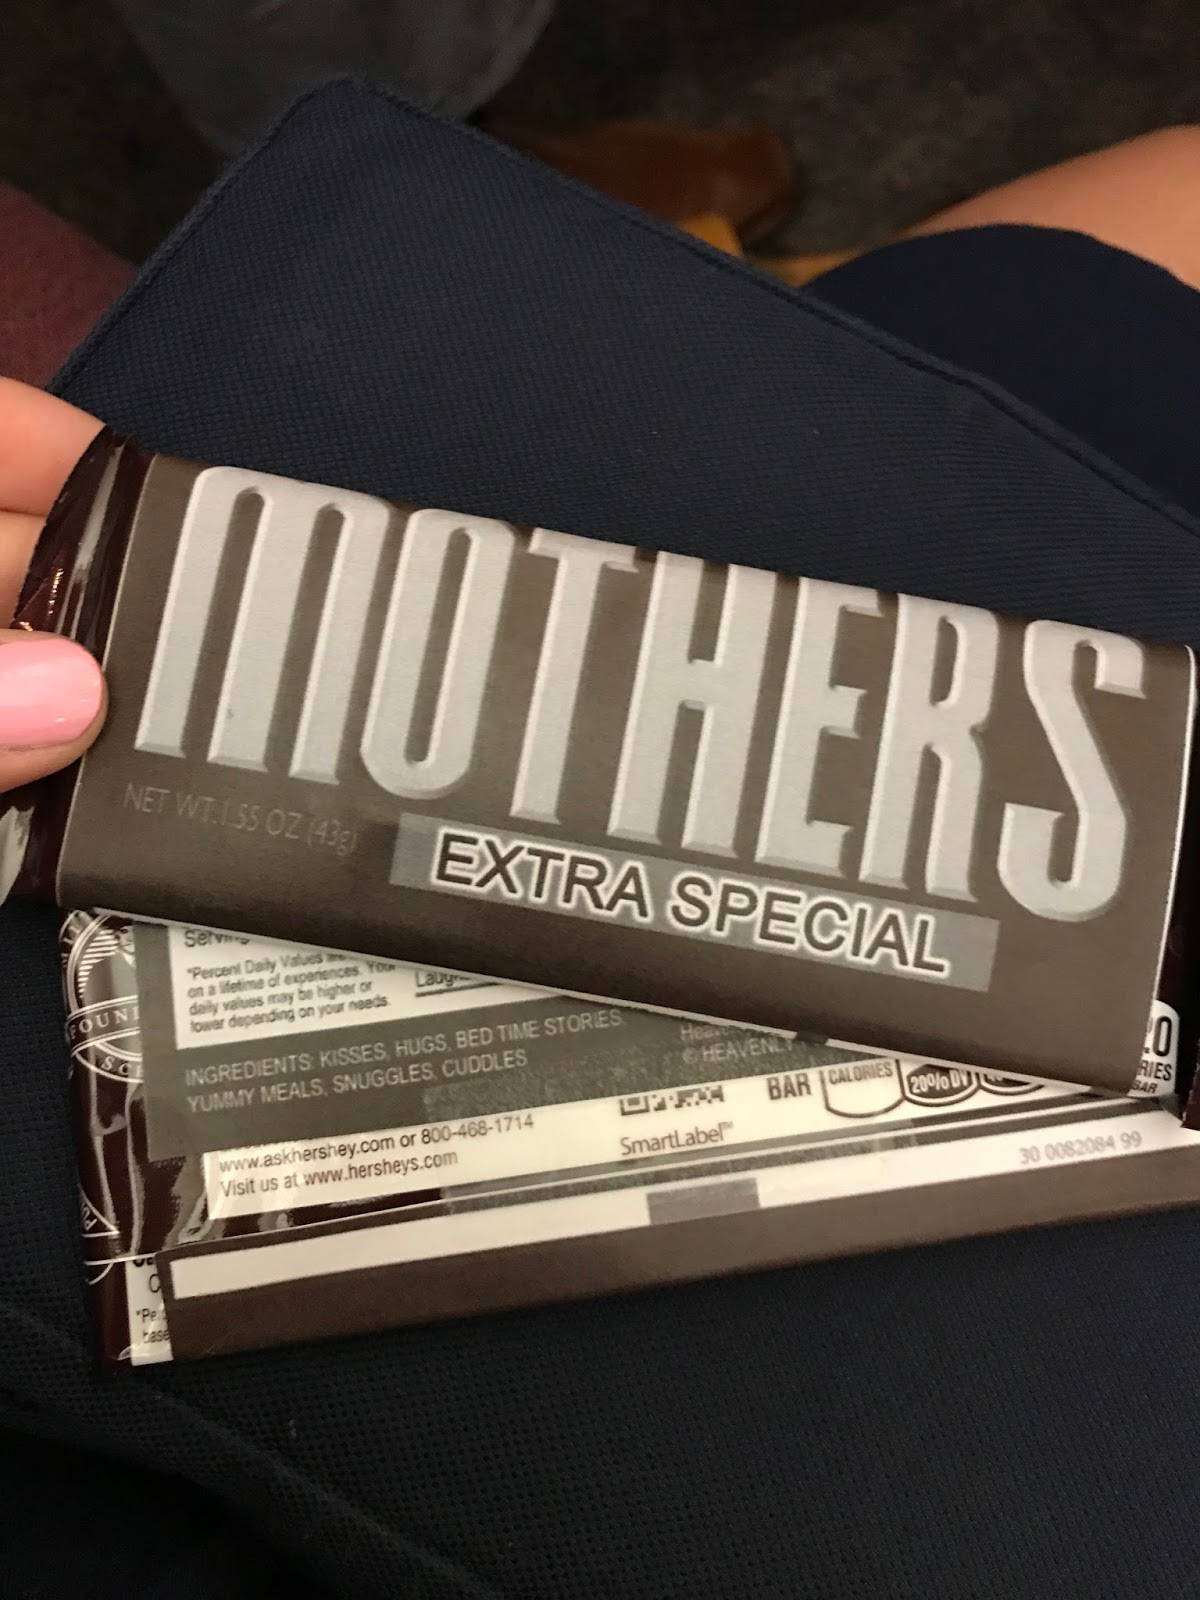 MOTHERS
NET WT. 1.55 OZ (43g)
EXTRA SPECIAL
*Percent Daily Values are
on a lifetime of experiences. Your
daily values may be higher or
lower depending on your needs.
INGREDIENTS: KISSES, HUGS, BED TIME STORIES,
YUMMY MEALS, SNUGGLES, CUDDLES
© HEAVENLY
BAR
CALORIES
20% DV
BAR
www.askhershey.com or 800-468-1714
Visit us at www.hersheys.com
SmartLabel™
30 0082084 99